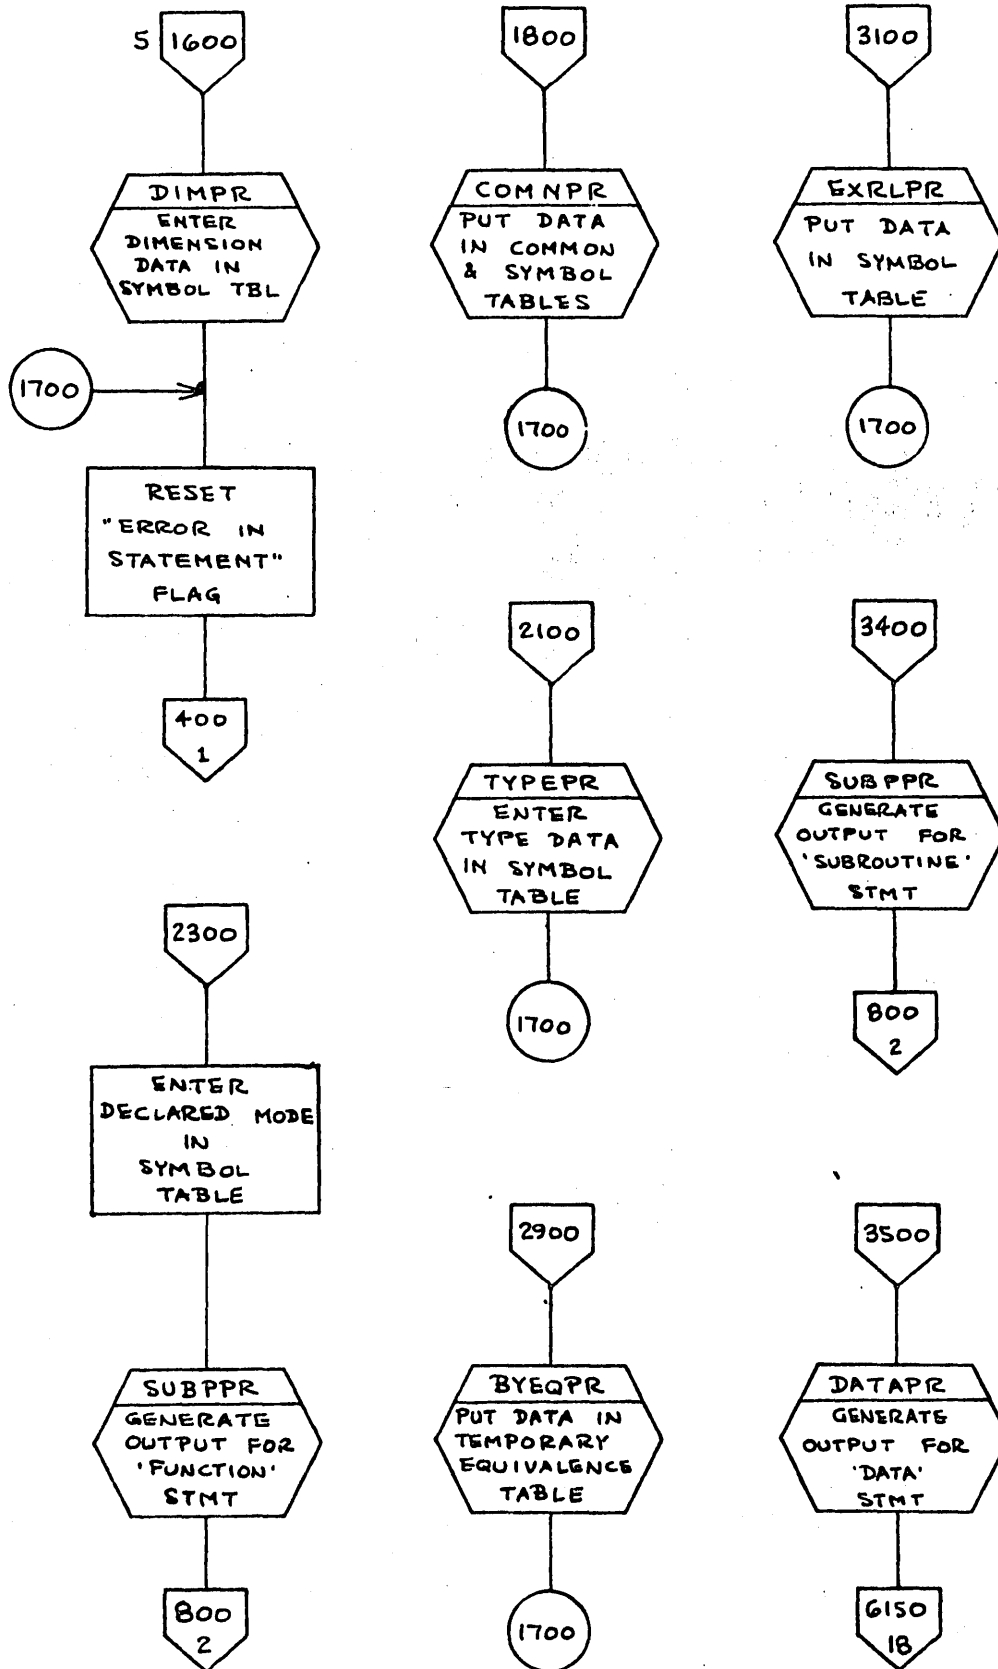 5 1600
DIMPR
ENTER
DIMENSION
DATA IN
SYMBOL TBL
1700
RESET
"ERROR IN
STATEMENT"
FLAG
400
1
2300
ENTER
DECLARED MODE
IN
SYMBOL
TABLE
SUBPPR
GENERATE
OUTPUT FOR
'FUNCTION'
STMT
800
2
1800
COMNPR
PUT DATA
IN COMMON
& SYMBOL
TABLES
1700
2100
TYPEPR
ENTER
TYPE DATA
IN SYMBOL
TABLE
1700
2900
BYEQPR
PUT DATA IN
TEMPORARY
EQUIVALENCE
TABLE
1700
3100
EXRLPR
PUT DATA
IN SYMBOL
TABLE
1700
3400
SUBPPR
GENERATE
OUTPUT FOR
'SUBROUTINE'
STMT
800
2
3500
DATAPR
GENERATE
OUTPUT FOR
'DATA'
STMT
6150
18